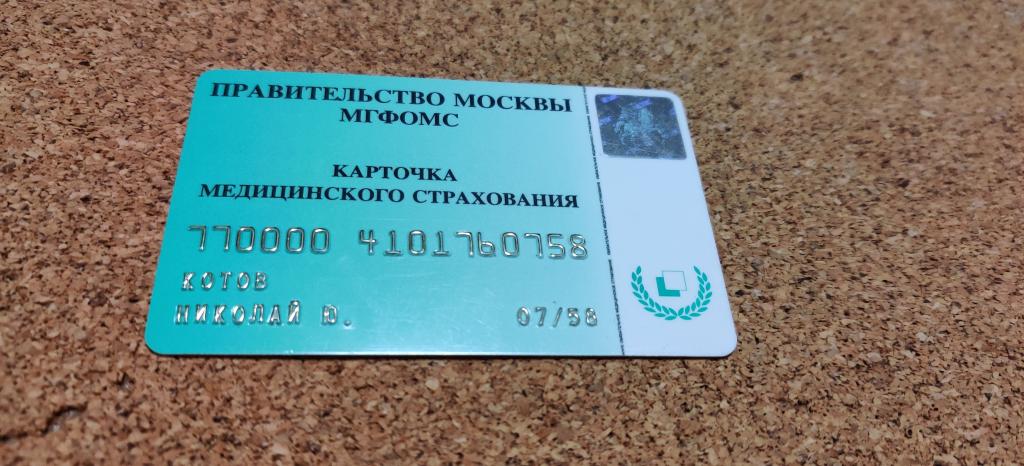 ПРАВИТЕЛЬСТВО МОСКВЫ
МГФОМС
КАРТОЧКА
МЕДИЦИНСКОГО СТРАХОВАНИЯ
770000 4101760758
КОТОВ
НИКОЛАЙ Ю.
07/58